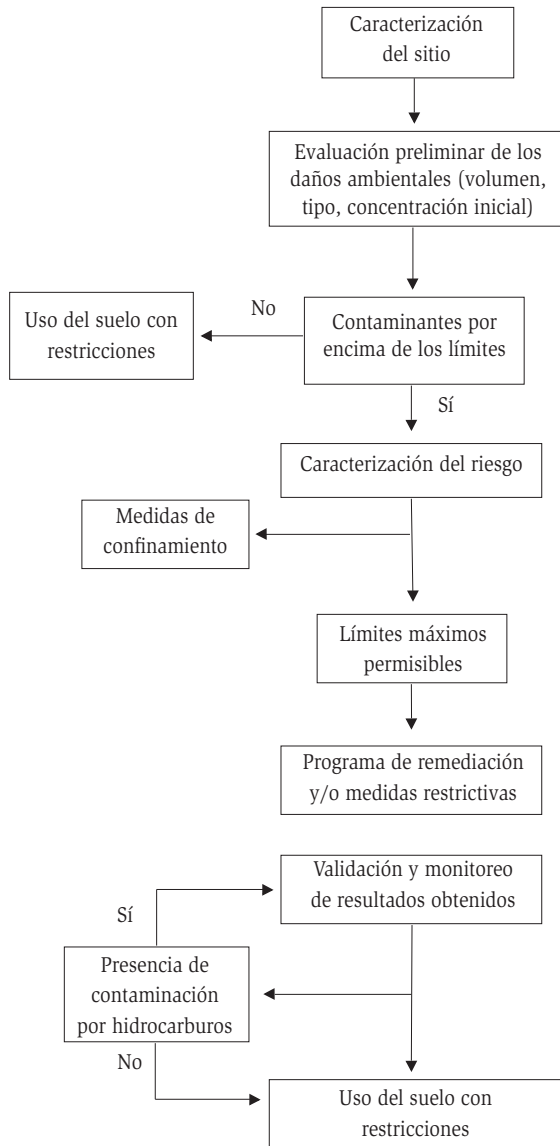 Caracterización
del sitio
Evaluación preliminar de los
daños ambientales (volumen,
tipo, concentración inicial)
No
Uso del suelo con
restricciones
Contaminantes por
encima de los límites
Sí
Caracterización del riesgo
Medidas de
confinamiento
Límites máximos
permisibles
Programa de remediación
y/o medidas restrictivas
Validación y monitoreo
de resultados obtenidos
Sí
Presencia de
contaminación
por hidrocarburos
No
Uso del suelo con
restricciones